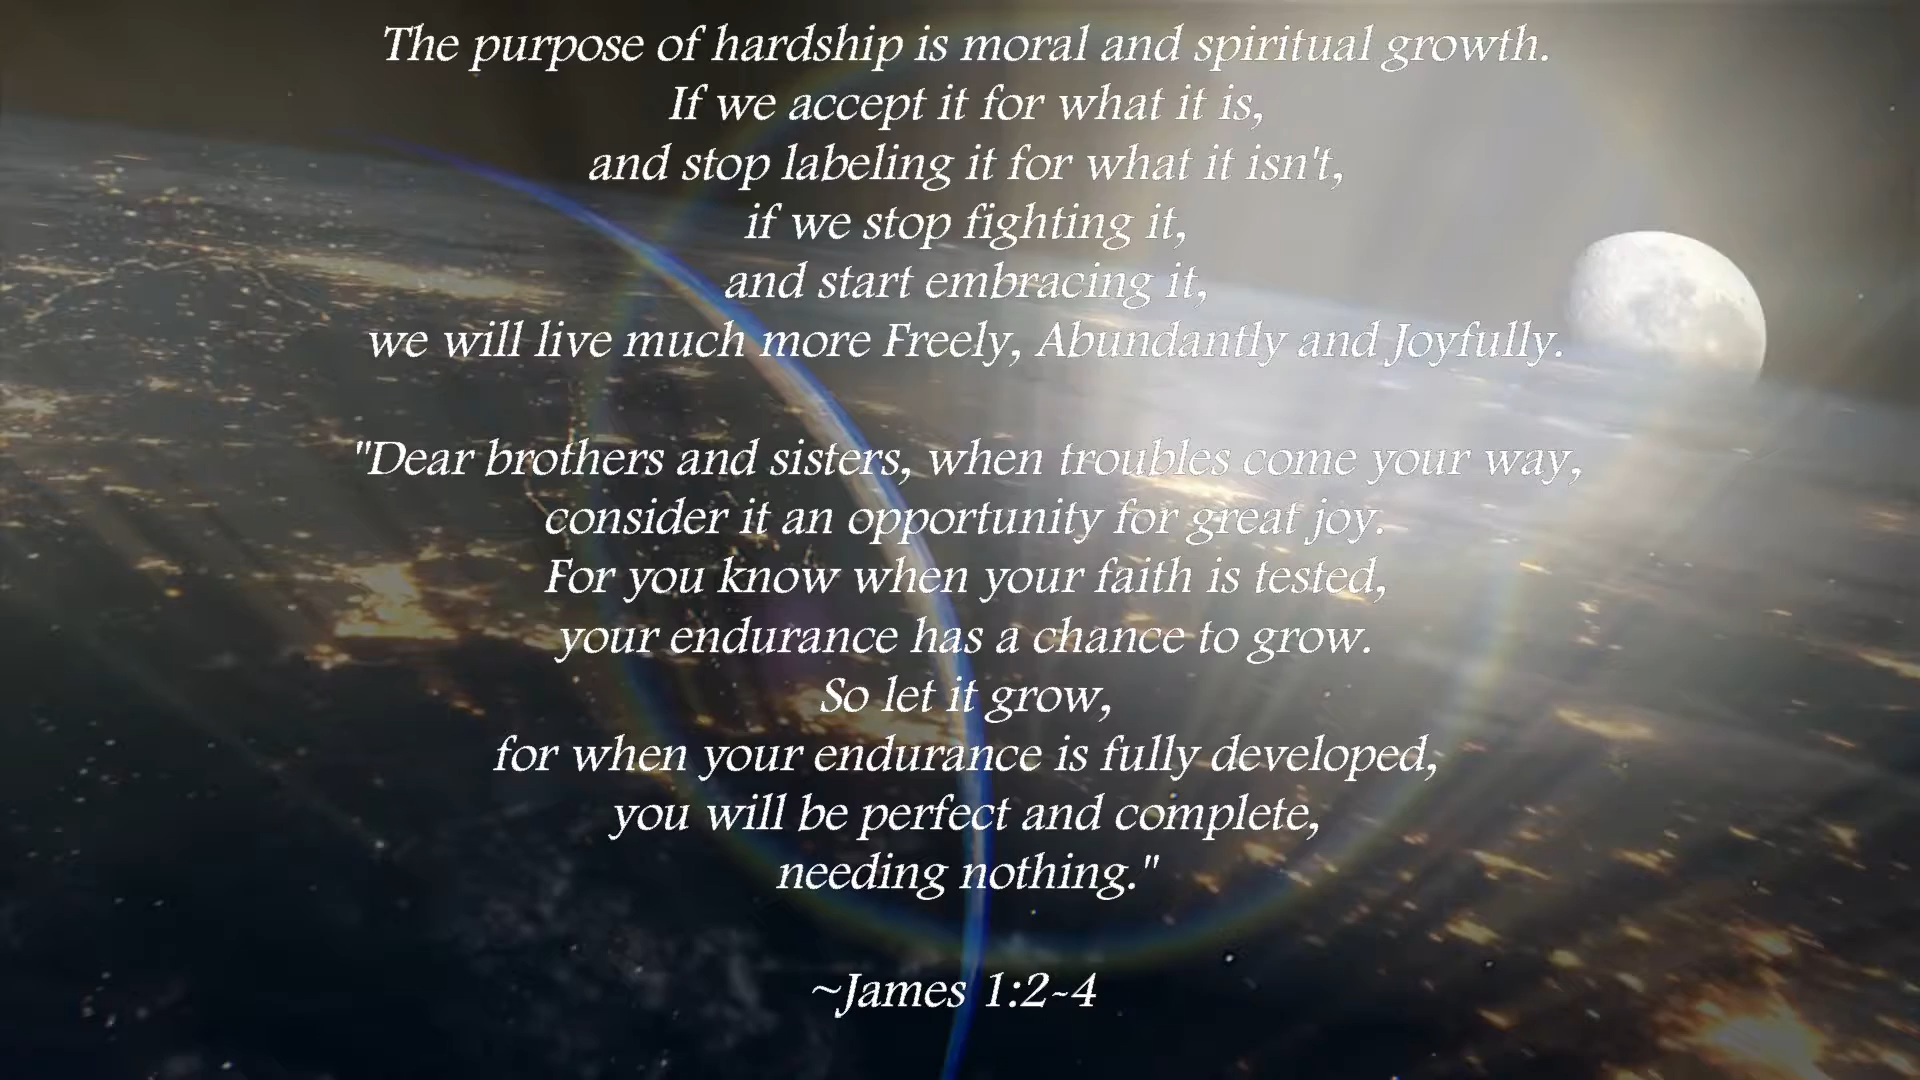 The purpose of hardship is moral and spiritual growth.
If we accept it for what it is,
and stop labeling it for what it isn't,
if we stop fighting it,
and start embracing it,
we will live much more Freely, Abundantly and Joyfully.
"Dear brothers and sisters, when troubles come your way,
consider it an opportunity for great joy.
For you know when your faith is tested,
your endurance has a chance to grow.
So let it grow,
for when your endurance is fully developed,
you will be perfect and complete,
needing nothing."
~James 1:2-4